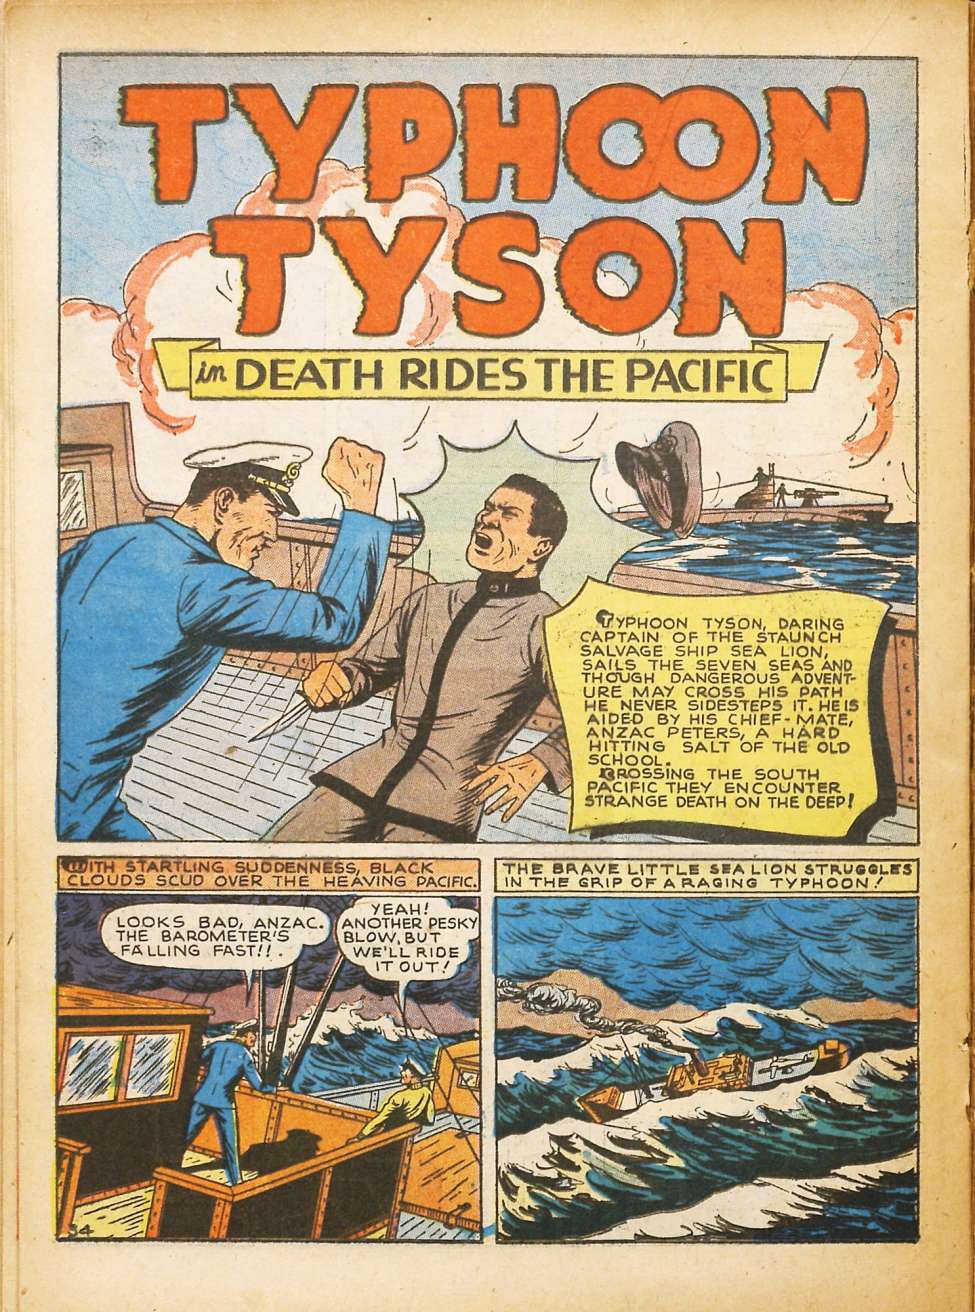 TYPHOON
TYSON
in DEATH RIDES THE PACIFIC
TYPHOON TYSON, DARING
CAPTAIN OF THE STAUNCH
SALVAGE SHIP SEA LION,
SAILS THE SEVEN SEAS AND
THOUGH DANGEROUS ADVENT-
URE MAY CROSS HIS PATH
HE NEVER SIDESTEPS IT. HE IS
AIDED BY HIS CHIEF-MATE,
ANZAC PETERS, A HARD
HITTING SALT OF THE OLD
SCHOOL.
CROSSING THE SOUTH
PACIFIC THEY ENCOUNTER
STRANGE DEATH ON THE DEEP!
WITH STARTLING SUDDENNESS, BLACK
CLOUDS SCUD OVER THE HEAVING PACIFIC.
LOOKS BAD, ANZAC.
THE BAROMETER'S
FALLING FAST!!.
YEAH!
ANOTHER PESKY
BLOW, BUT
WE'LL RIDE
IT OUT!
THE BRAVE LITTLE SEA LION STRUGGLES
IN THE GRIP OF A RAGING TYPHOON!
54